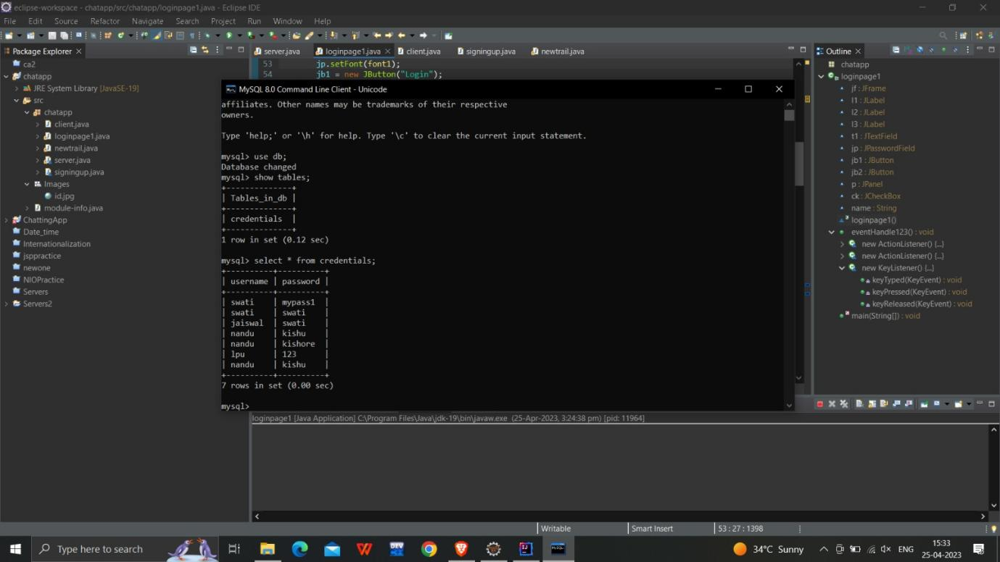 eclipse-workspace - chatapp/src/chatapp/loginpage1.java - Eclipse IDE
File Edit Source Refactor Navigate Search Project Run Window Help
Package Explorer
ca2
chatapp
JRE System Library [JavaSE-19]
src
chatapp
client.java
loginpage1.java
newtrail.java
server.java
signingup.java
Images
id.jpg
module-info.java
ChattingApp
Date_time
Internationalization
jsppractice
newone
NIOPractice
Servers
Servers2
server.java loginpage1.java client.java signingup.java newtrail.java
53 jp.setFont(font1);
54 jb1 = new JButton("Login");
MySQL 8.0 Command Line Client - Unicode
affiliates. Other names may be trademarks of their respective
owners.
Type 'help;' or '\h' for help. Type '\c' to clear the current input statement.
mysql> use db;
Database changed
mysql> show tables;
+--------------+
| Tables_in_db |
+--------------+
| credentials  |
+--------------+
1 row in set (0.12 sec)
mysql> select * from credentials;
+----------+----------+
| username | password |
+----------+----------+
| swati    | mypass1  |
| swati    | swati    |
| jaiswal  | swati    |
| nandu    | kishu    |
| nandu    | kishore  |
| lpu      | 123      |
| nandu    | kishu    |
+----------+----------+
7 rows in set (0.00 sec)
mysql>
Outline
chatapp
loginpage1
jf : JFrame
l1 : JLabel
l2 : JLabel
l3 : JLabel
t1 : JTextField
jp : JPasswordField
jb1 : JButton
jb2 : JButton
p : JPanel
ck : JCheckBox
name : String
loginpage1()
eventHandle123() : void
new ActionListener() {...}
new ActionListener() {...}
new KeyListener() {...}
keyTyped(KeyEvent) : void
keyPressed(KeyEvent) : void
keyReleased(KeyEvent) : void
main(String[]) : void
loginpage1 [Java Application] C:\Program Files\Java\jdk-19\bin\javaw.exe (25-Apr-2023, 3:24:38 pm) [pid: 11964]
Writable Smart Insert 53 : 27 : 1398
Type here to search
34°C Sunny
ENG
15:33
25-04-2023